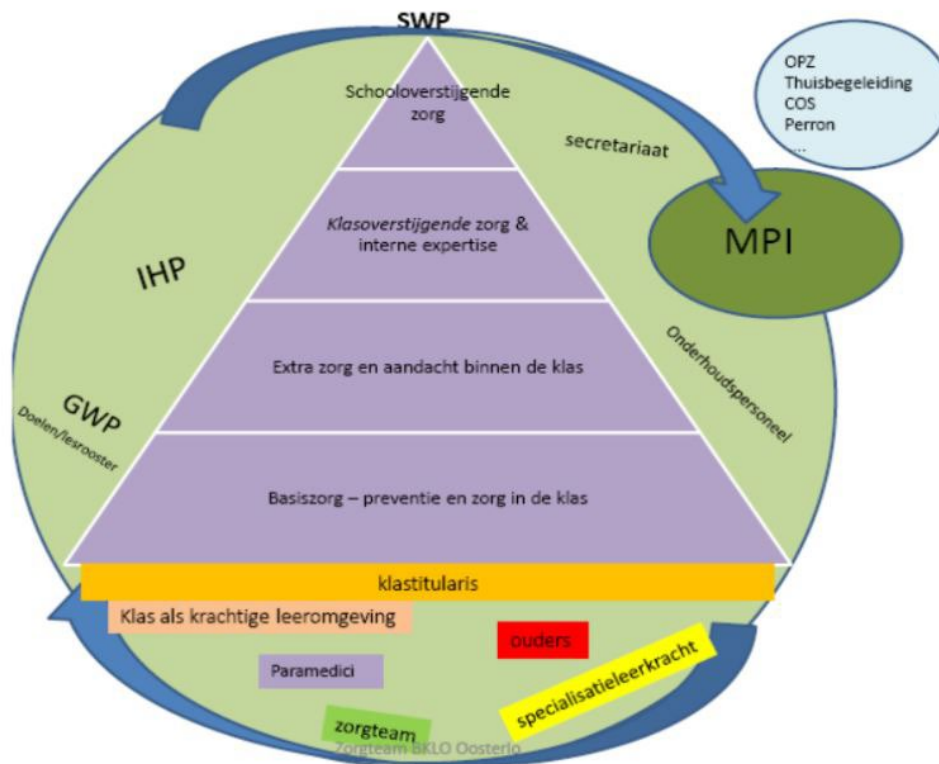 SWP
Schooloverstijgende
zorg
OPZ
Thuisbegeleiding
COS
Perron
....
secretariaat
MPI
Klasoverstijgende zorg &
interne expertise
IHP
Extra zorg en aandacht binnen de klas
Onderhoudspersoneel
GWP
Doelen/lesrooster
Basiszorg – preventie en zorg in de klas
klastitularis
Klas als krachtige leeromgeving
ouders
Paramedici
specialisatieleerkracht
zorgteam
Zorgteam BKLO Oosterlo